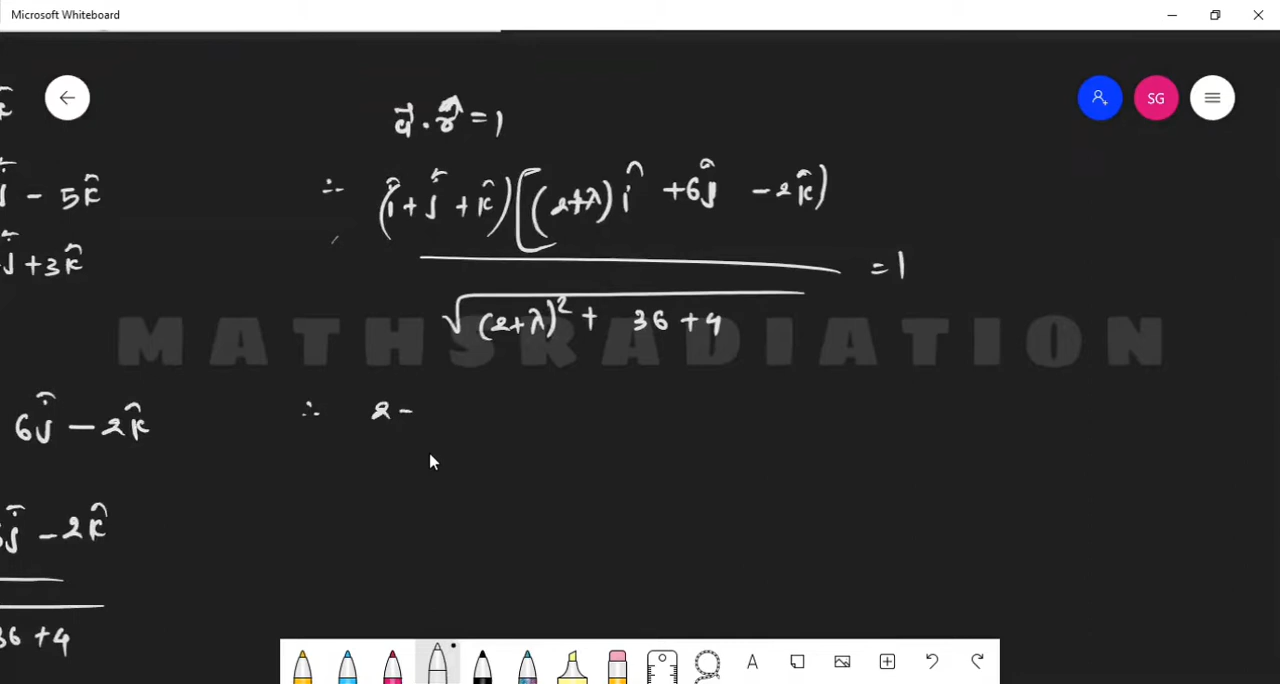 Microsoft Whiteboard
SG
- 5k̂
ĵ + 3k̂
6ĵ - 2k̂
ĵ - 2k̂
36 + 4
= 1
∴ (î + ĵ + k̂) [(2+λ) î + 6ĵ - 2k̂)
= 1
√(2+λ)² + 36 + 4
MATHSRADIATION
∴ 2 -